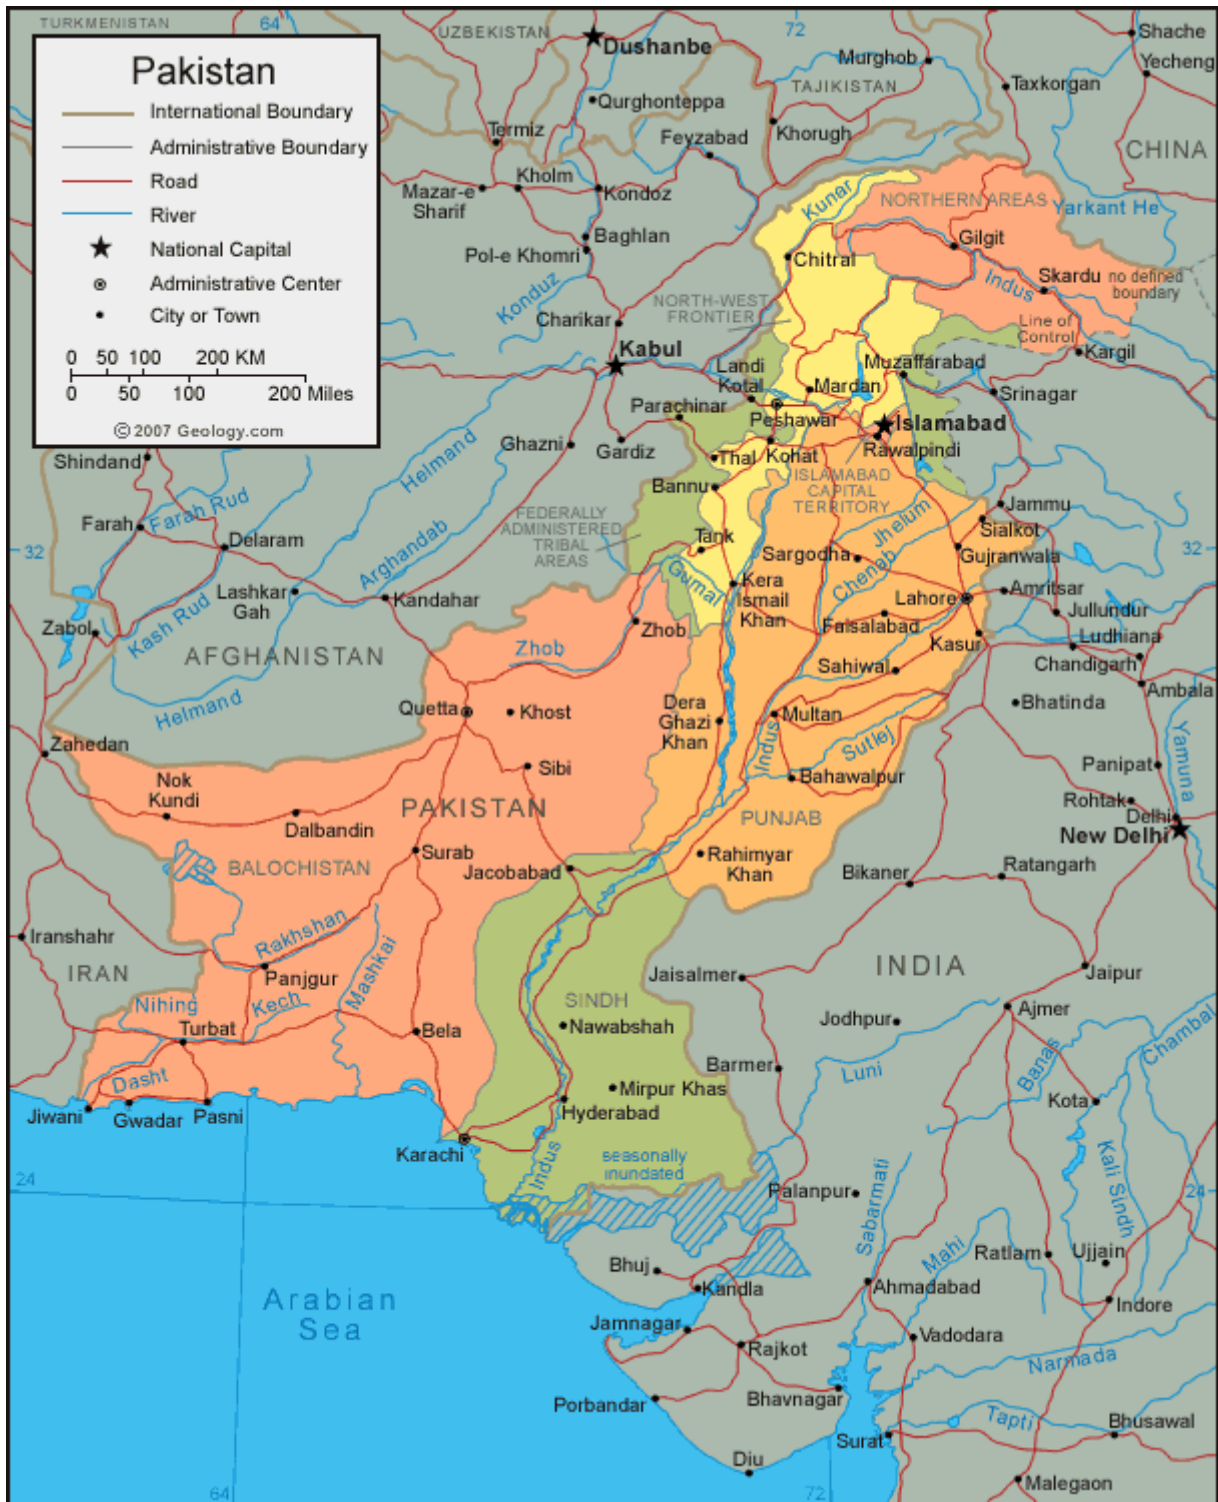 TURKMENISTAN
64
UZBEKISTAN
Dushanbe
72
Murghob
Shache
Yecheng
TAJIKISTAN
Taxkorgan
Qurghonteppa
Khorugh
Termiz
Feyzabad
CHINA
Pakistan
International Boundary
Administrative Boundary
Road
River
National Capital
Administrative Center
City or Town
0 50 100 200 KM
0 50 100 200 Miles
© 2007 Geology.com
Kholm
Mazar-e
Sharif
Kondoz
Kunar
NORTHERN AREAS
Yarkant He
Baghlan
Pol-e Khomri
Gilgit
Chitral
Konduz
Indus
Skardu
no defined
boundary
NORTH-WEST
FRONTIER
Charikar
Line of
Control
Kabul
Muzaffarabad
Kargil
Landi
Kotal
Mardan
Srinagar
Parachinar
Peshawar
Islamabad
Ghazni
Gardiz
Thal
Kohat
Rawalpindi
Shindand
Helmand
Bannu
ISLAMABAD
CAPITAL
TERRITORY
Farah Rud
Farah
FEDERALLY
ADMINISTERED
TRIBAL
AREAS
Jammu
Jhelum
Sialkot
Delaram
Arghandab
Tank
32
Sargodha
Gujranwala
32
Gumal
Chenab
Kera
Ismail
Khan
Lashkar
Gah
Kandahar
Lahore
Amritsar
Jullundur
Zabol
Kash Rud
Zhob
Faisalabad
Kasur
Ludhiana
Chandigarh
AFGHANISTAN
Zhob
Sahiwal
Ambala
Helmand
Quetta
Khost
Dera
Ghazi
Khan
Multan
Bhatinda
Indus
Sutlej
Yamuna
Zahedan
Nok
Kundi
Sibi
Bahawalpur
Panipat
Dalbandin
PAKISTAN
PUNJAB
Rohtak
Delhi
New Delhi
BALOCHISTAN
Surab
Jacobabad
Rahimyar
Khan
Bikaner
Ratangarh
Iranshahr
Rakhshan
IRAN
Panjgur
Mashkai
Jaisalmer
INDIA
Jaipur
Nihing
Kech
SINDH
Nawabshah
Jodhpur
Ajmer
Turbat
Bela
Chambal
Banas
Dasht
Barmer
Luni
Mirpur Khas
Kota
Jiwani
Gwadar
Pasni
Hyderabad
Karachi
Indus
seasonally
inundated
Kali Sindh
24
Palanpur
24
Sabarmati
Mahi
Ratlam
Ujjain
Bhuj
Kandla
Ahmadabad
Indore
Arabian
Sea
Jamnagar
Rajkot
Vadodara
Narmada
Porbandar
Bhavnagar
Tapti
Bhusawal
Surat
Diu
Malegaon
64
72